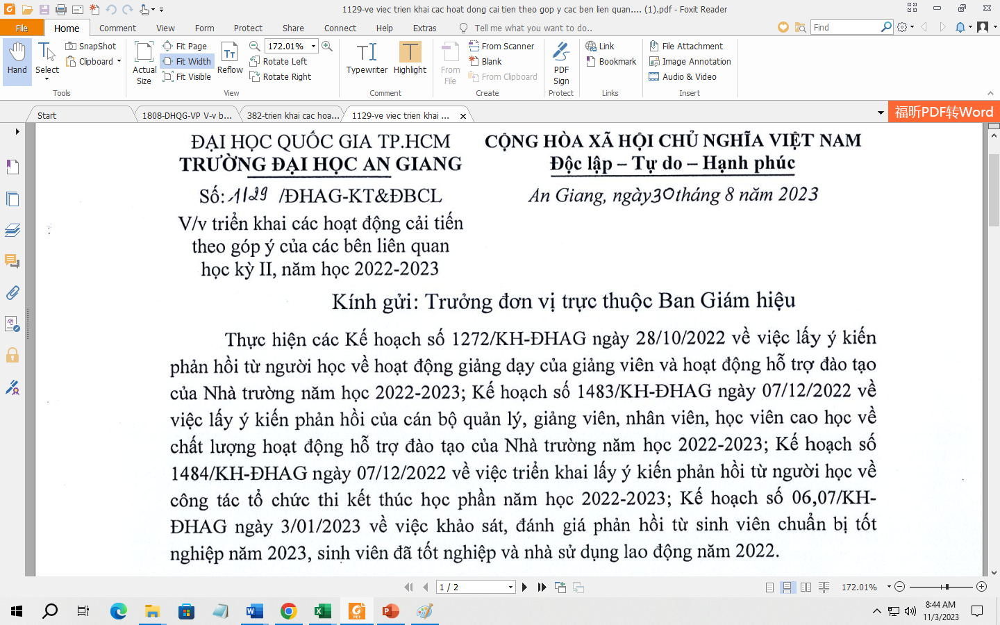 1129-ve viec trien khai cac hoat dong cai tien theo gop y cac ben lien quan.... (1).pdf - Foxit Reader
File Home Comment View Form Protect Share Connect Help Extras Tell me what you want to do.. Find
Hand
Select
SnapShot
Clipboard
Tools
Actual Size
Fit Page
Fit Width
Fit Visible
Reflow
172.01%
Rotate Left
Rotate Right
View
Typewriter
Highlight
Comment
From File
From Scanner
Blank
From Clipboard
Create
PDF Sign
Protect
Link
Bookmark
Links
File Attachment
Image Annotation
Audio & Video
Insert
Start
1808-DHQG-VP V-v b...
382-trien khai cac hoa...
1129-ve viec trien khai ...
福昕PDF转Word
ĐẠI HỌC QUỐC GIA TP.HCM
TRƯỜNG ĐẠI HỌC AN GIANG
Số: 1129 /ĐHAG-KT&ĐBCL
V/v triển khai các hoạt động cải tiến
theo góp ý của các bên liên quan
học kỳ II, năm học 2022-2023
CỘNG HÒA XÃ HỘI CHỦ NGHĨA VIỆT NAM
Độc lập – Tự do – Hạnh phúc
An Giang, ngày 30 tháng 8 năm 2023
Kính gửi: Trưởng đơn vị trực thuộc Ban Giám hiệu
Thực hiện các Kế hoạch số 1272/KH-ĐHAG ngày 28/10/2022 về việc lấy ý kiến
phản hồi từ người học về hoạt động giảng dạy của giảng viên và hoạt động hỗ trợ đào tạo
của Nhà trường năm học 2022-2023; Kế hoạch số 1483/KH-ĐHAG ngày 07/12/2022 về
việc lấy ý kiến phản hồi của cán bộ quản lý, giảng viên, nhân viên, học viên cao học về
chất lượng hoạt động hỗ trợ đào tạo của Nhà trường năm học 2022-2023; Kế hoạch số
1484/KH-ĐHAG ngày 07/12/2022 về việc triển khai lấy ý kiến phản hồi từ người học về
công tác tổ chức thi kết thúc học phần năm học 2022-2023; Kế hoạch số 06,07/KH-
ĐHAG ngày 3/01/2023 về việc khảo sát, đánh giá phản hồi từ sinh viên chuẩn bị tốt
nghiệp năm 2023, sinh viên đã tốt nghiệp và nhà sử dụng lao động năm 2022.
1 / 2
172.01%
8:44 AM
11/3/2023